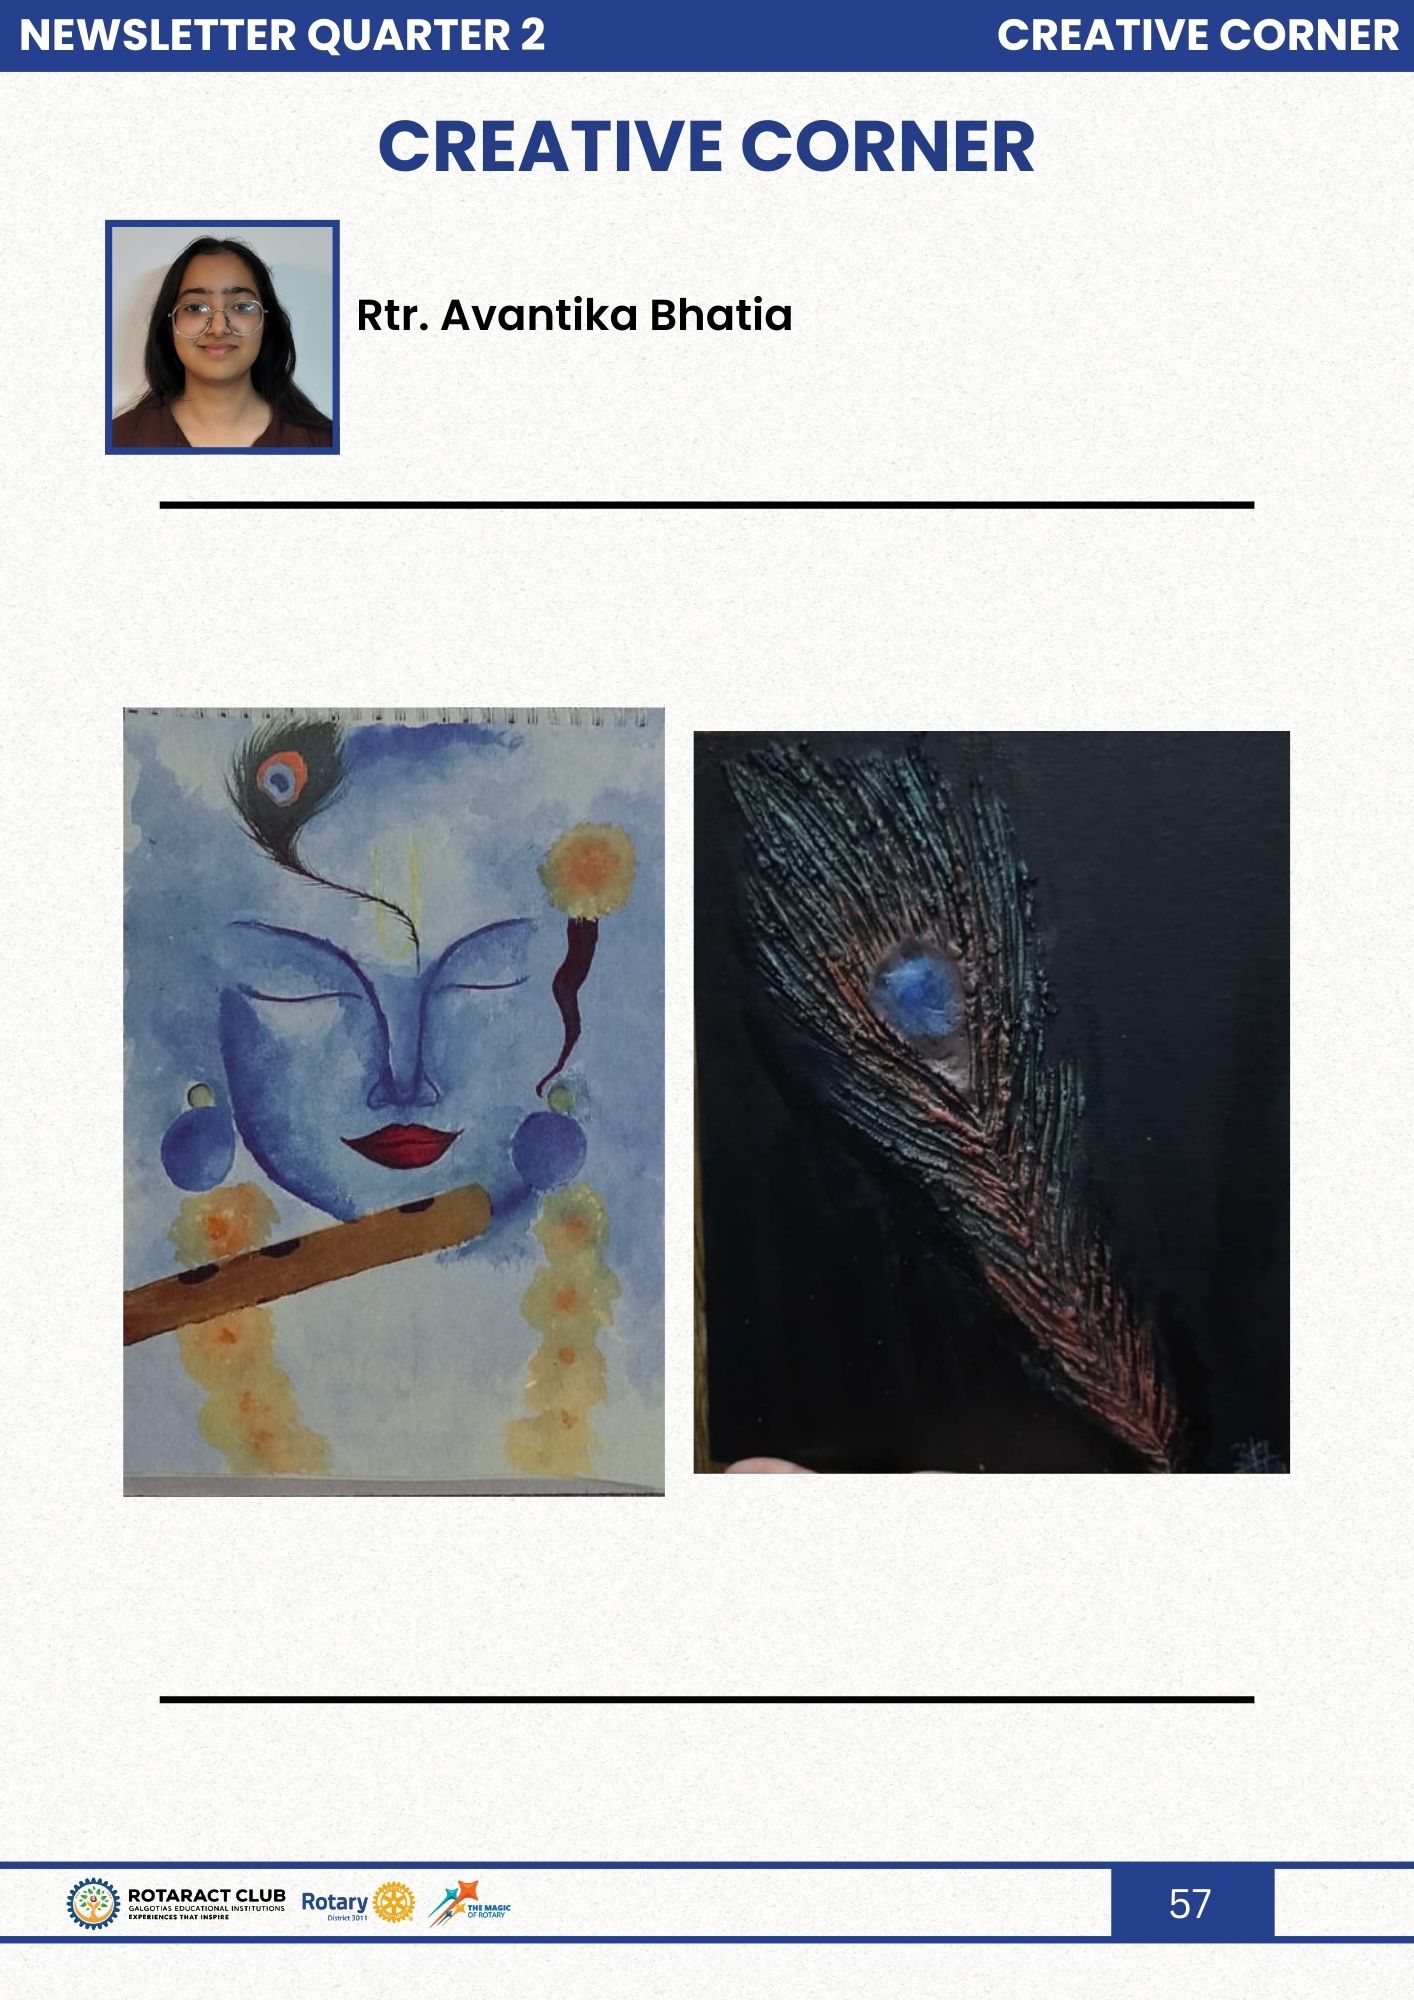 NEWSLETTER QUARTER 2
CREATIVE CORNER
CREATIVE CORNER
Rtr. Avantika Bhatia
ROTARACT CLUB
GALGOTIAS EDUCATIONAL INSTITUTIONS
EXPERIENCES THAT INSPIRE
Rotary
District 3011
THE MAGIC
OF ROTARY
57